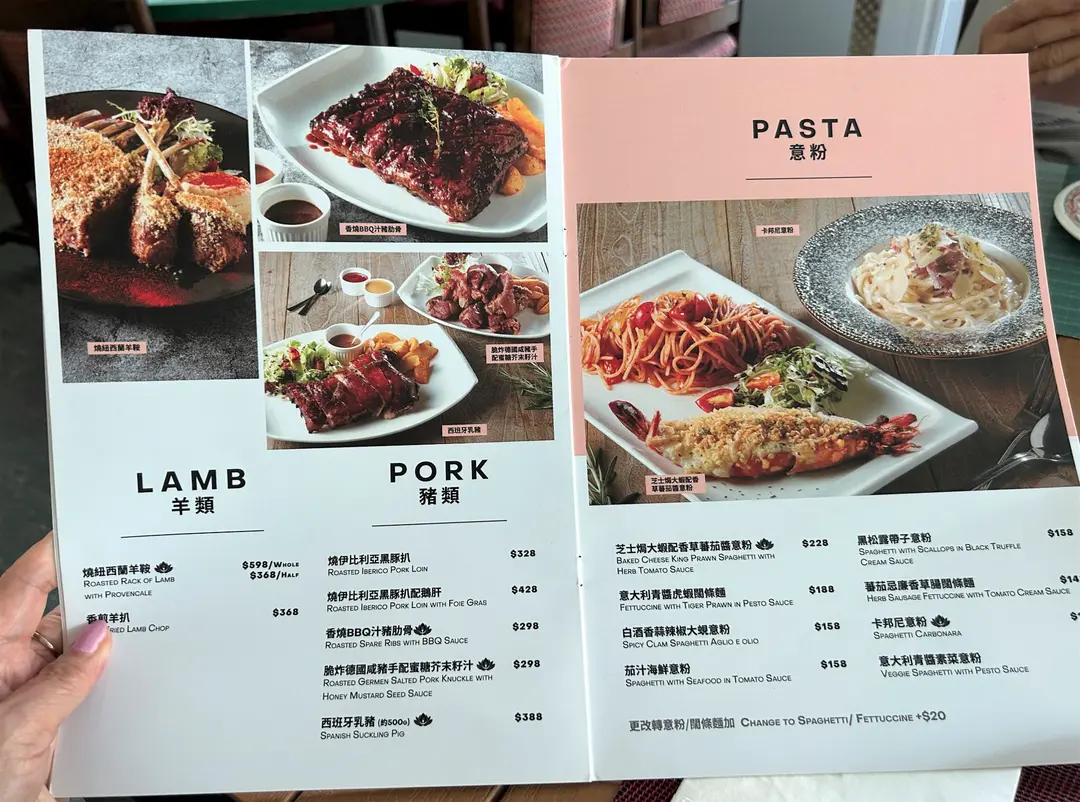 燒紐西蘭羊鞍
香燒BBQ汁豬肋骨
脆炸德國咸豬手
配蜜糖芥末籽汁
西班牙乳豬
LAMB
羊類
燒紐西蘭羊鞍 $598/WHOLE
ROASTED RACK OF LAMB $368/HALF
WITH PROVENCALE
香煎羊扒 $368
FRIED LAMB CHOP
PORK
豬類
燒伊比利亞黑豚扒 $328
ROASTED IBERICO PORK LOIN
燒伊比利亞黑豚扒配鵝肝 $428
ROASTED IBERICO PORK LOIN WITH FOIE GRAS
香燒BBQ汁豬肋骨 $298
ROASTED SPARE RIBS WITH BBQ SAUCE
脆炸德國咸豬手配蜜糖芥末籽汁 $298
ROASTED GERMEN SALTED PORK KNUCKLE WITH
HONEY MUSTARD SEED SAUCE
西班牙乳豬 (約500G) $388
SPANISH SUCKLING PIG
PASTA
意粉
卡邦尼意粉
芝士焗大蝦配香
草蕃茄醬意粉
芝士焗大蝦配香草蕃茄醬意粉 $228
BAKED CHEESE KING PRAWN SPAGHETTI WITH
HERB TOMATO SAUCE
意大利青醬虎蝦闊條麵 $188
FETTUCCINE WITH TIGER PRAWN IN PESTO SAUCE
白酒香蒜辣椒大蜆意粉 $158
SPICY CLAM SPAGHETTI AGLIO E OLIO
茄汁海鮮意粉 $158
SPAGHETTI WITH SEAFOOD IN TOMATO SAUCE
黑松露帶子意粉 $158
SPAGHETTI WITH SCALLOPS IN BLACK TRUFFLE
CREAM SAUCE
蕃茄忌廉香草腸闊條麵
HERB SAUSAGE FETTUCCINE WITH TOMATO CREAM SAUCE
卡邦尼意粉
SPAGHETTI CARBONARA
意大利青醬素菜意粉
VEGGIE SPAGHETTI WITH PESTO SAUCE
更改轉意粉/闊條麵加 CHANGE TO SPAGHETTI/ FETTUCCINE +$20